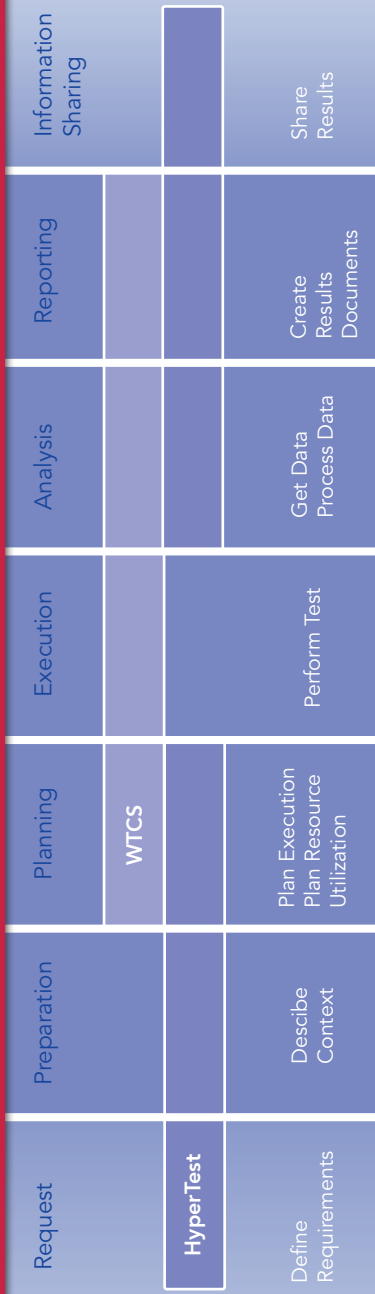 Request
Preparation
Planning
Execution
Analysis
Reporting
Information
Sharing
WTCS
HyperTest
Define
Requirements
Descibe
Context
Plan Execution
Plan Resource
Utilization
Perform Test
Get Data
Process Data
Create
Results
Documents
Share
Results